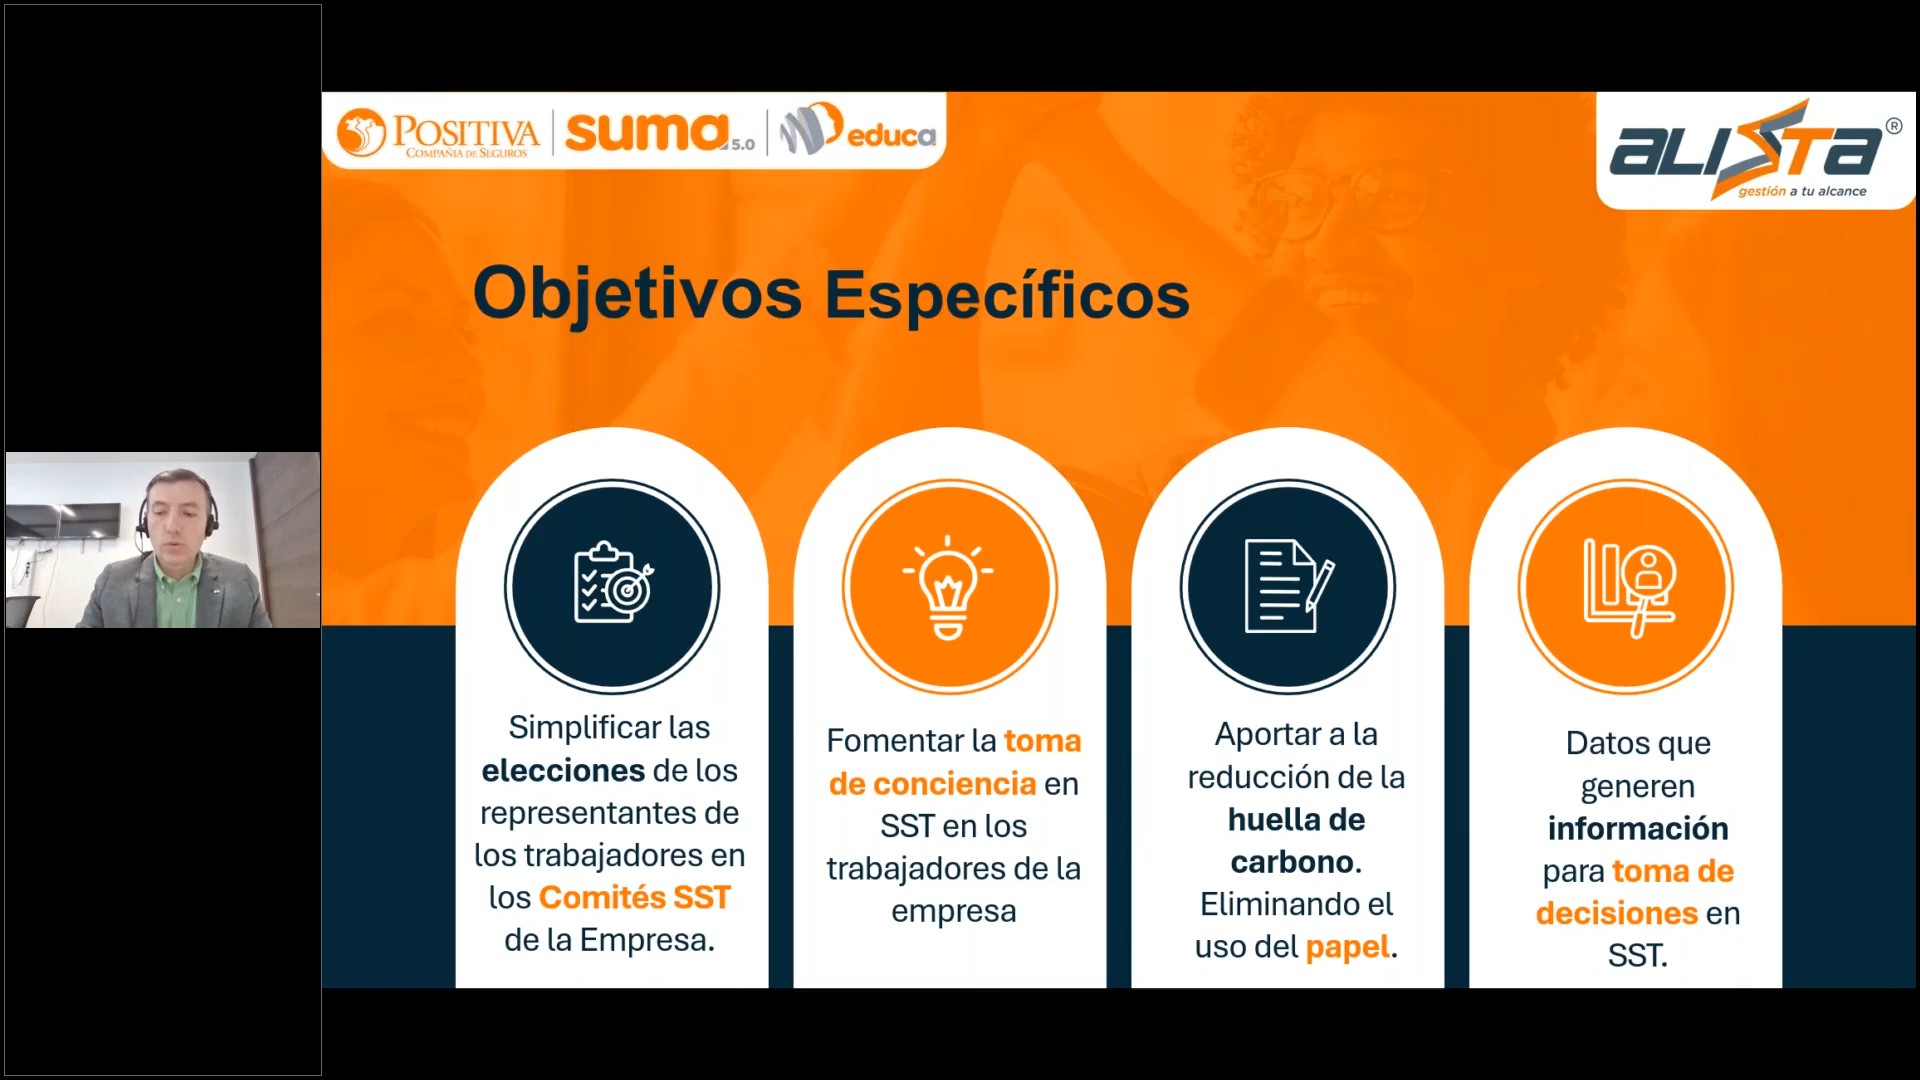 POSITIVA
COMPAÑIA DE SEGUROS
suma 5.0
educa
aLISTa®
gestión a tu alcance
Objetivos Específicos
Simplificar las
elecciones de los
representantes de
los trabajadores en
los Comités SST
de la Empresa.
Fomentar la toma
de conciencia en
SST en los
trabajadores de la
empresa
Aportar a la
reducción de la
huella de
carbono.
Eliminando el
uso del papel.
Datos que
generen
información
para toma de
decisiones en
SST.